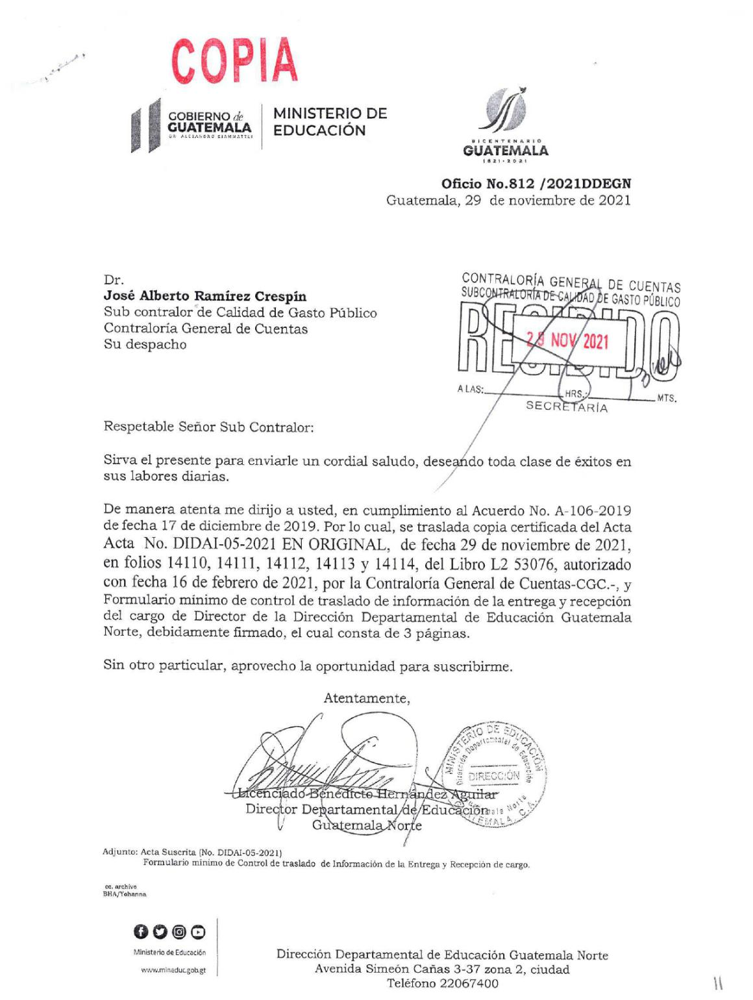 COPIA
GOBIERNO de
GUATEMALA
DR. ALEJANDRO GIAMMATTEI
MINISTERIO DE
EDUCACIÓN
BICENTENARIO
GUATEMALA
1821-2021
Oficio No.812 /2021DDEGN
Guatemala, 29 de noviembre de 2021
Dr.
José Alberto Ramírez Crespín
Sub contralor de Calidad de Gasto Público
Contraloría General de Cuentas
Su despacho
CONTRALORÍA GENERAL DE CUENTAS
SUBCONTRALORÍA DE CALIDAD DE GASTO PÚBLICO
RECIBIDO
29 NOV 2021
A LAS: HRS.: MTS.
SECRETARÍA
Respetable Señor Sub Contralor:
Sirva el presente para enviarle un cordial saludo, deseando toda clase de éxitos en
sus labores diarias.
De manera atenta me dirijo a usted, en cumplimiento al Acuerdo No. A-106-2019
de fecha 17 de diciembre de 2019. Por lo cual, se traslada copia certificada del Acta
Acta No. DIDAI-05-2021 EN ORIGINAL, de fecha 29 de noviembre de 2021,
en folios 14110, 14111, 14112, 14113 y 14114, del Libro L2 53076, autorizado
con fecha 16 de febrero de 2021, por la Contraloría General de Cuentas-CGC.-, y
Formulario mínimo de control de traslado de información de la entrega y recepción
del cargo de Director de la Dirección Departamental de Educación Guatemala
Norte, debidamente firmado, el cual consta de 3 páginas.
Sin otro particular, aprovecho la oportunidad para suscribirme.
Atentamente,
MINISTERIO DE EDUCACIÓN
Dirección Departamental de Educación
DIRECCIÓN
Guatemala Norte
GUATEMALA, C.A.
Licenciado Benedicto Hernández Aguilar
Director Departamental de Educación
Guatemala Norte
Adjunto: Acta Suscrita (No. DIDAI-05-2021)
Formulario mínimo de Control de traslado de Información de la Entrega y Recepción de cargo.
cc. archivo
BHA/Yohanna
Ministerio de Educación
www.mineduc.gob.gt
Dirección Departamental de Educación Guatemala Norte
Avenida Simeón Cañas 3-37 zona 2, ciudad
Teléfono 22067400